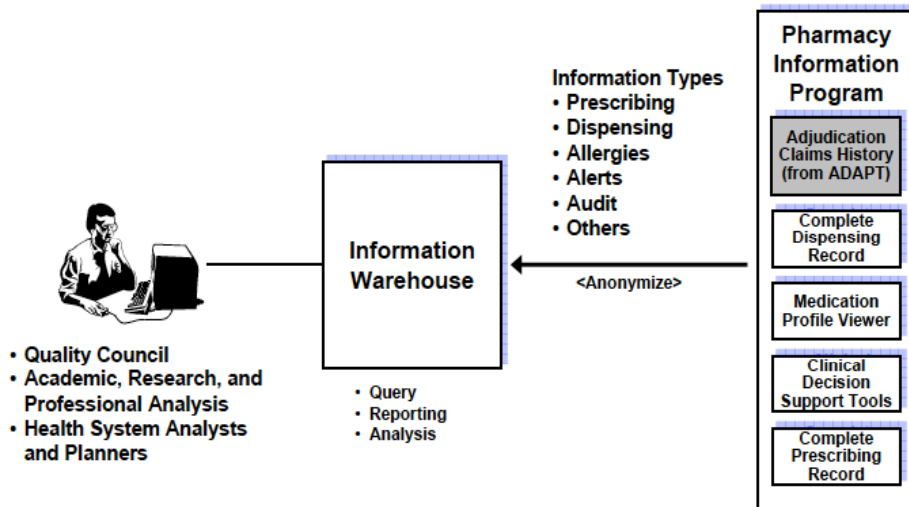 Pharmacy
Information
Program
Information Types
• Prescribing
• Dispensing
• Allergies
• Alerts
• Audit
• Others
Adjudication
Claims History
(from ADAPT)
Complete
Dispensing
Record
Information
Warehouse
<Anonymize>
Medication
Profile Viewer
• Quality Council
• Academic, Research, and
Professional Analysis
• Health System Analysts
and Planners
• Query
• Reporting
• Analysis
Clinical
Decision
Support Tools
Complete
Prescribing
Record